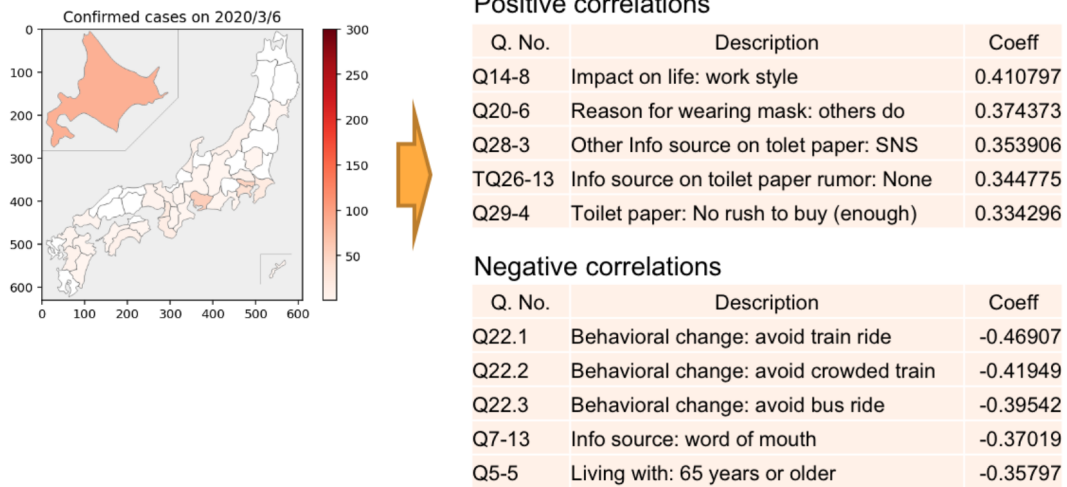 Confirmed cases on 2020/3/6
0
100
200
300
400
500
600
0 100 200 300 400 500 600
300
250
200
150
100
50
Positive correlations
Q. No. Description Coeff
Q14-8 Impact on life: work style 0.410797
Q20-6 Reason for wearing mask: others do 0.374373
Q28-3 Other Info source on tolet paper: SNS 0.353906
TQ26-13 Info source on toilet paper rumor: None 0.344775
Q29-4 Toilet paper: No rush to buy (enough) 0.334296
Negative correlations
Q. No. Description Coeff
Q22.1 Behavioral change: avoid train ride -0.46907
Q22.2 Behavioral change: avoid crowded train -0.41949
Q22.3 Behavioral change: avoid bus ride -0.39542
Q7-13 Info source: word of mouth -0.37019
Q5-5 Living with: 65 years or older -0.35797